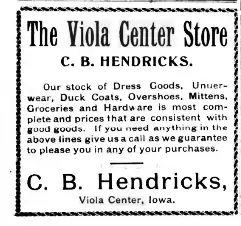 The Viola Center Store
C. B. HENDRICKS.
Our stock of Dress Goods, Under-
wear, Duck Coats, Overshoes, Mittens,
Groceries and Hardware is most com-
plete and prices that are consistent with
good goods. If you need anything in the
above lines give us a call as we guarantee
to please you in any of your purchases.
C. B. Hendricks,
Viola Center, Iowa.